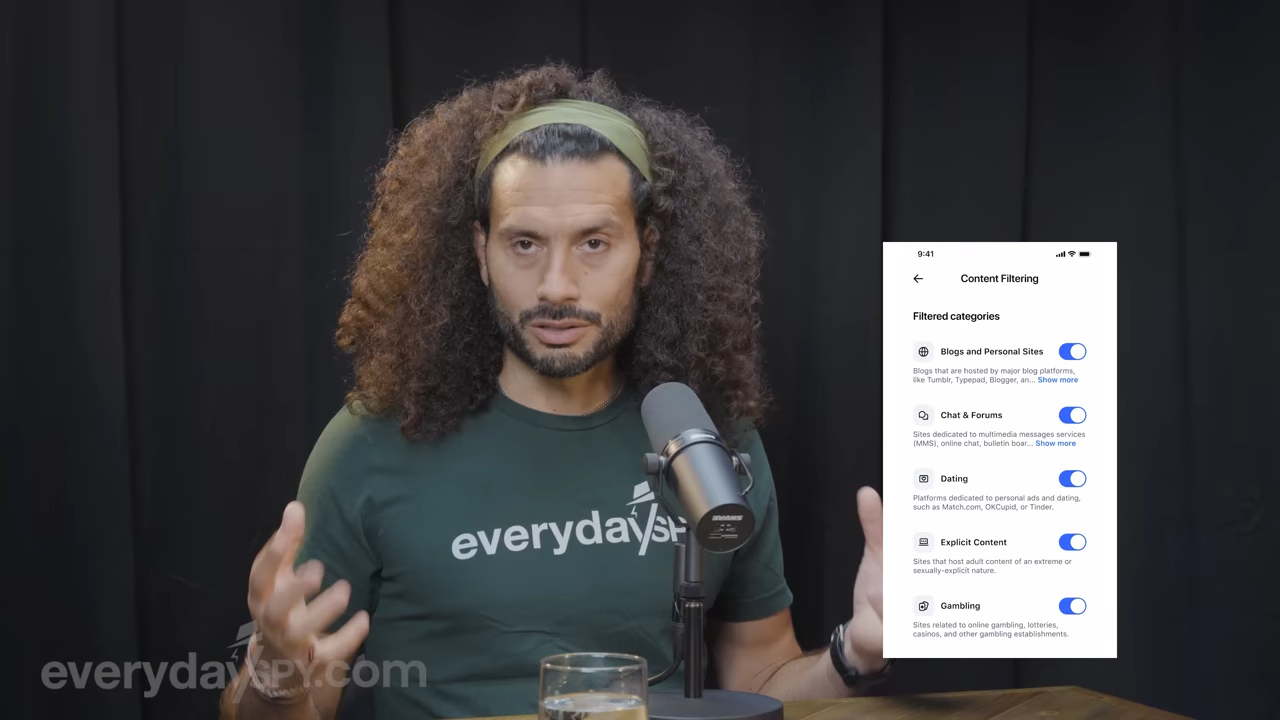 everydaySP
everydaySPY.com
9:41
Content Filtering
Filtered categories
Blogs and Personal Sites
Blogs that are hosted by major blog platforms,
like Tumblr, Typepad, Blogger, an... Show more
Chat & Forums
Sites dedicated to multimedia messages services
(MMS), online chat, bulletin boar... Show more
Dating
Platforms dedicated to personal ads and dating,
such as Match.com, OKCupid, or Tinder.
Explicit Content
Sites that host adult content of an extreme or
sexually-explicit nature.
Gambling
Sites related to online gambling, lotteries,
casinos, and other gambling establishments.